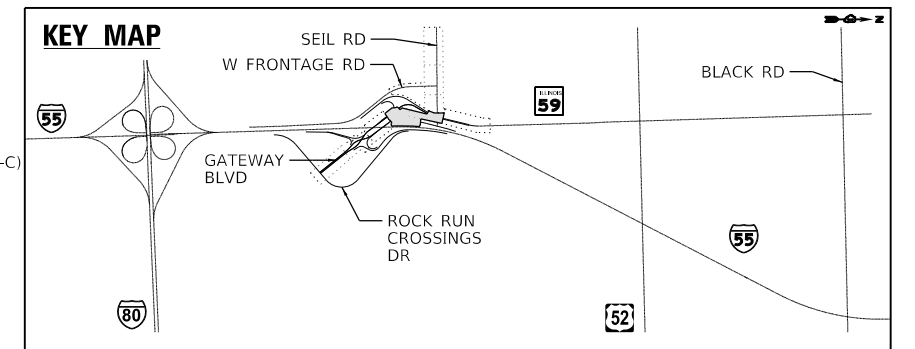 KEY MAP
Z
SEIL RD
W FRONTAGE RD
BLACK RD
ILLINOIS
59
55
-C)
GATEWAY
BLVD
ROCK RUN
CROSSINGS
DR
55
80
52